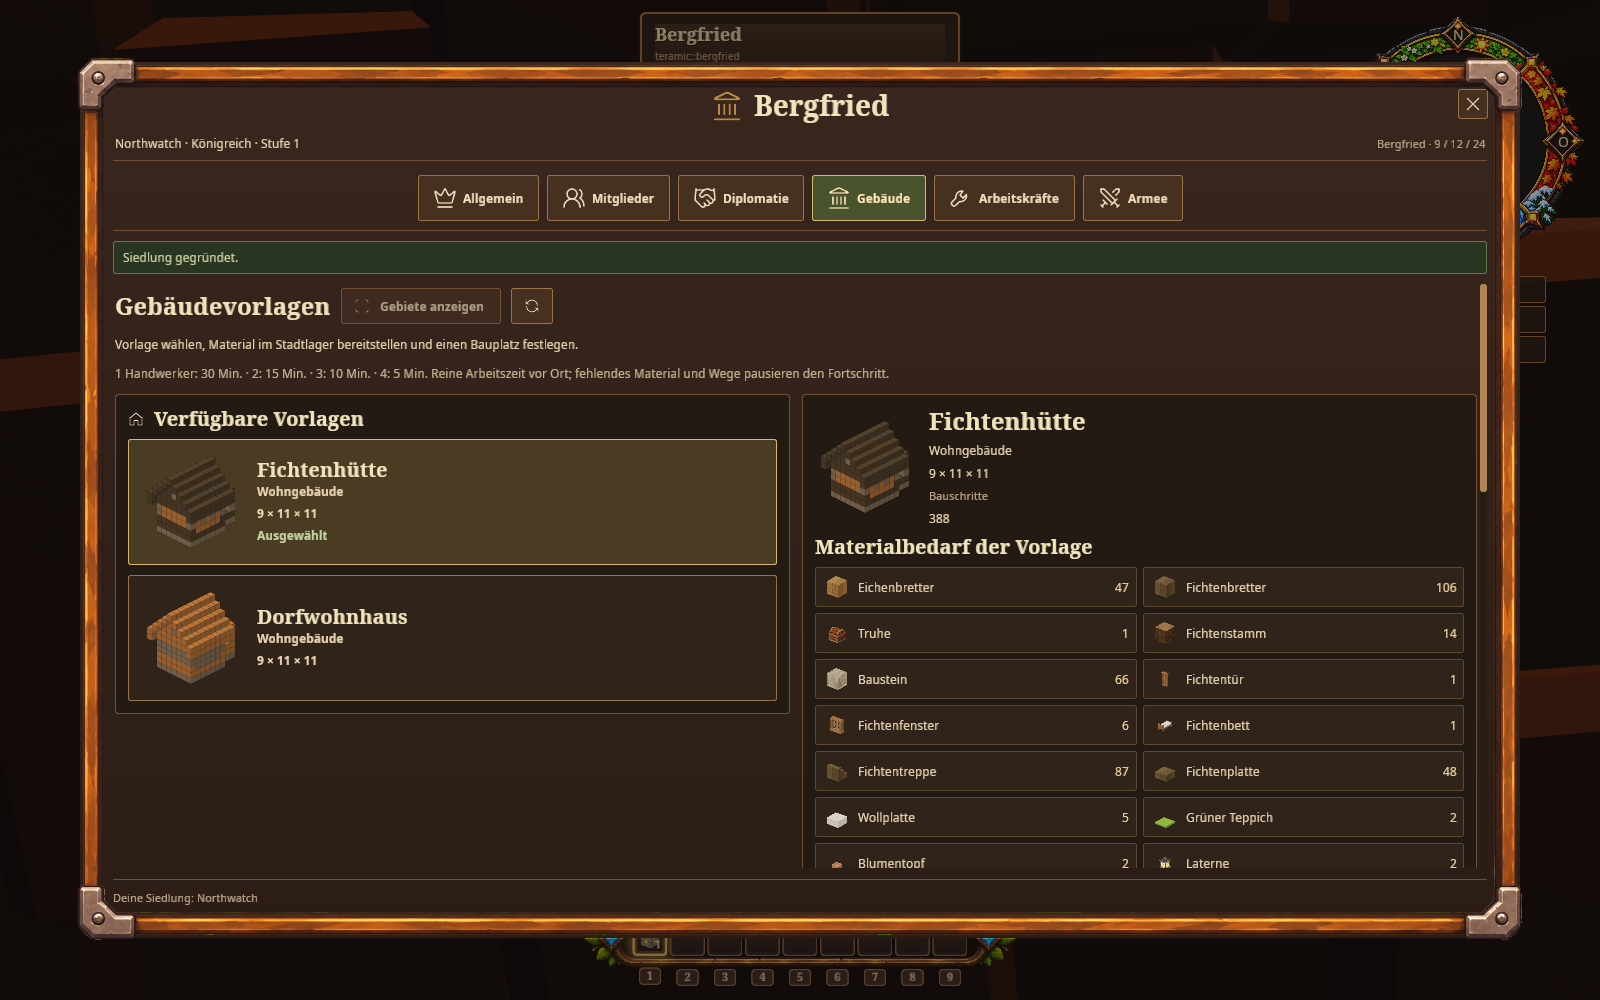 Bergfried
teramic::bergfried
N
Bergfried
Northwatch · Königreich · Stufe 1
Bergfried · 9 / 12 / 24
O
Allgemein
Mitglieder
Diplomatie
Gebäude
Arbeitskräfte
Armee
Siedlung gegründet.
Gebäudevorlagen
Gebiete anzeigen
Vorlage wählen, Material im Stadtlager bereitstellen und einen Bauplatz festlegen.
1 Handwerker: 30 Min. · 2: 15 Min. · 3: 10 Min. · 4: 5 Min. Reine Arbeitszeit vor Ort; fehlendes Material und Wege pausieren den Fortschritt.
Verfügbare Vorlagen
Fichtenhütte
Wohngebäude
9 × 11 × 11
Ausgewählt
Dorfwohnhaus
Wohngebäude
9 × 11 × 11
Fichtenhütte
Wohngebäude
9 × 11 × 11
Bauschritte
388
Materialbedarf der Vorlage
Eichenbretter 47
Fichtenbretter 106
Truhe 1
Fichtenstamm 14
Baustein 66
Fichtentür 1
Fichtenfenster 6
Fichtenbett 1
Fichtentreppe 87
Fichtenplatte 48
Wollplatte 5
Grüner Teppich 2
Blumentopf 2
Laterne 2
Deine Siedlung: Northwatch
1 2 3 4 5 6 7 8 9